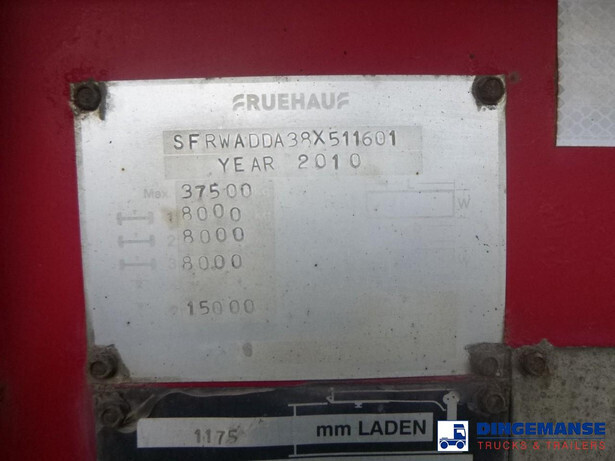 FRUEHAUF
SFRWADDA38X511601
YEAR 2010
Max. 37500
1 8000
2 8000
3 8000
15000
W
1175 mm LADEN
DINGEMANSE
TRUCKS & TRAILERS